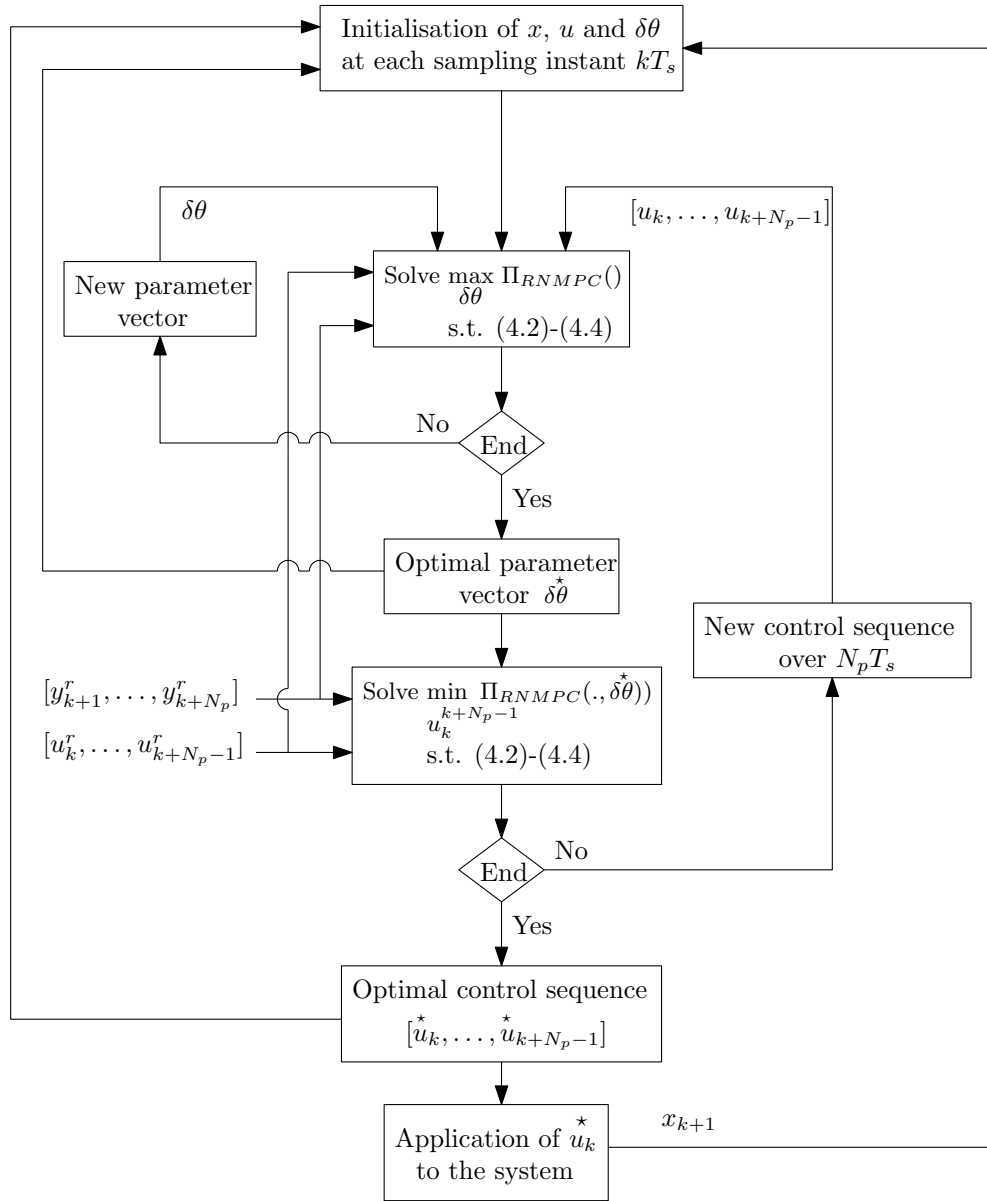 Initialisation of x, u and δθ
at each sampling instant kT_s
δθ
[u_k, . . . , u_{k+N_p−1}]
New parameter
vector
Solve max Π_{RNMPC}()
δθ
s.t. (4.2)-(4.4)
No
End
Yes
Optimal parameter
vector δθ^⋆
New control sequence
over N_pT_s
[y^r_{k+1}, . . . , y^r_{k+N_p}]
[u^r_k, . . . , u^r_{k+N_p−1}]
Solve min Π_{RNMPC}(., δθ^⋆))
u_k^{k+N_p−1}
s.t. (4.2)-(4.4)
End
No
Yes
Optimal control sequence
[u^⋆_k, . . . , u^⋆_{k+N_p−1}]
Application of u^⋆_k
to the system
x_{k+1}